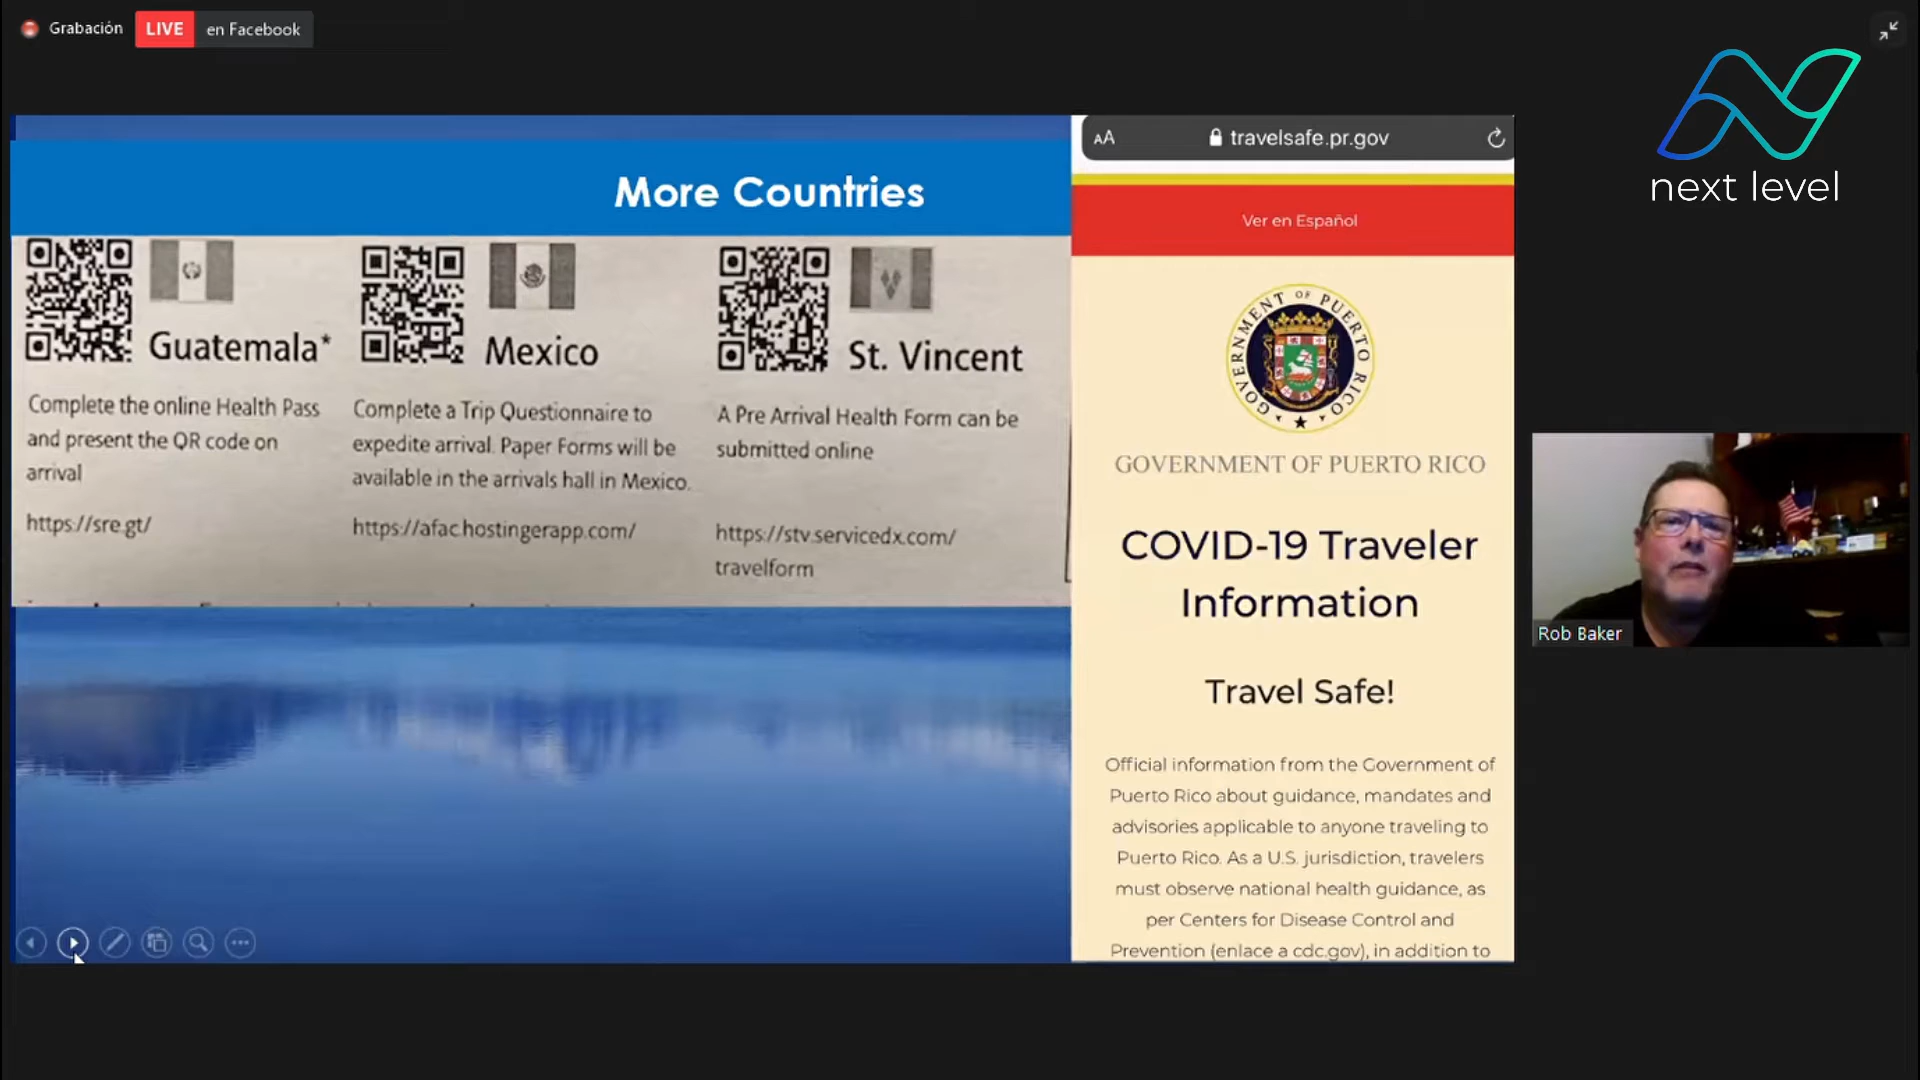 Grabación
LIVE en Facebook
next level
More Countries
Guatemala*
Complete the online Health Pass
and present the QR code on
arrival
https://sre.gt/
Mexico
Complete a Trip Questionnaire to
expedite arrival. Paper Forms will be
available in the arrivals hall in Mexico.
https://afac.hostingerapp.com/
St. Vincent
A Pre Arrival Health Form can be
submitted online
https://stv.servicedx.com/
travelform
AA travelsafe.pr.gov
Ver en Español
GOVERNMENT OF PUERTO RICO
GOVERNMENT OF PUERTO RICO
COVID-19 Traveler
Information
Travel Safe!
Official information from the Government of
Puerto Rico about guidance, mandates and
advisories applicable to anyone traveling to
Puerto Rico. As a U.S. jurisdiction, travelers
must observe national health guidance, as
per Centers for Disease Control and
Prevention (enlace a cdc.gov), in addition to
Rob Baker